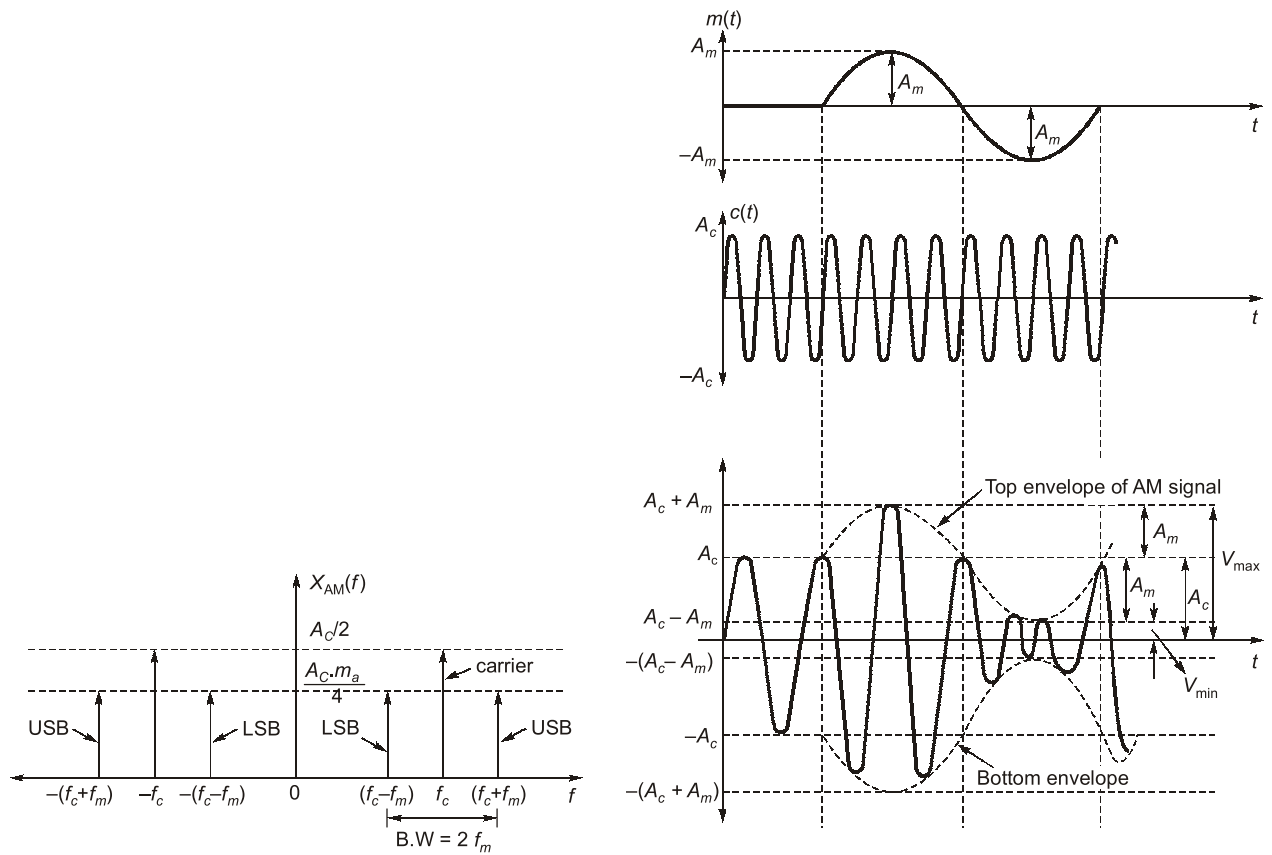 X_AM(f)
A_C/2
A_C.m_a
4
carrier
USB
LSB
LSB
USB
–(f_c+f_m)
–f_c
–(f_c–f_m)
0
(f_c–f_m)
f_c
(f_c+f_m)
f
B.W = 2 f_m
m(t)
A_m
A_m
A_m
–A_m
t
c(t)
A_c
–A_c
t
Top envelope of AM signal
A_c + A_m
A_m
A_c
V_max
A_m
A_c
A_c – A_m
t
–(A_c – A_m)
V_min
–A_c
Bottom envelope
–(A_c + A_m)